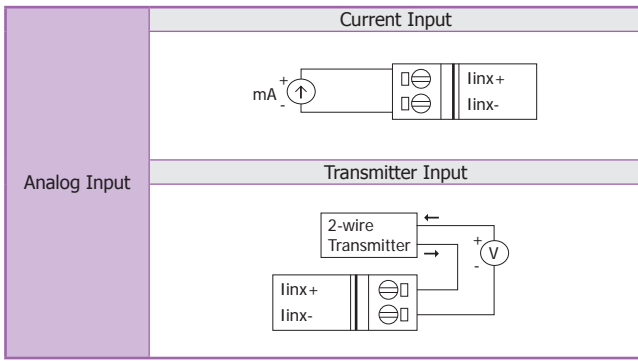 Analog Input
Current Input
+
mA
-
Iinx+
Iinx-
Transmitter Input
2-wire
Transmitter
+
V
-
Iinx+
Iinx-